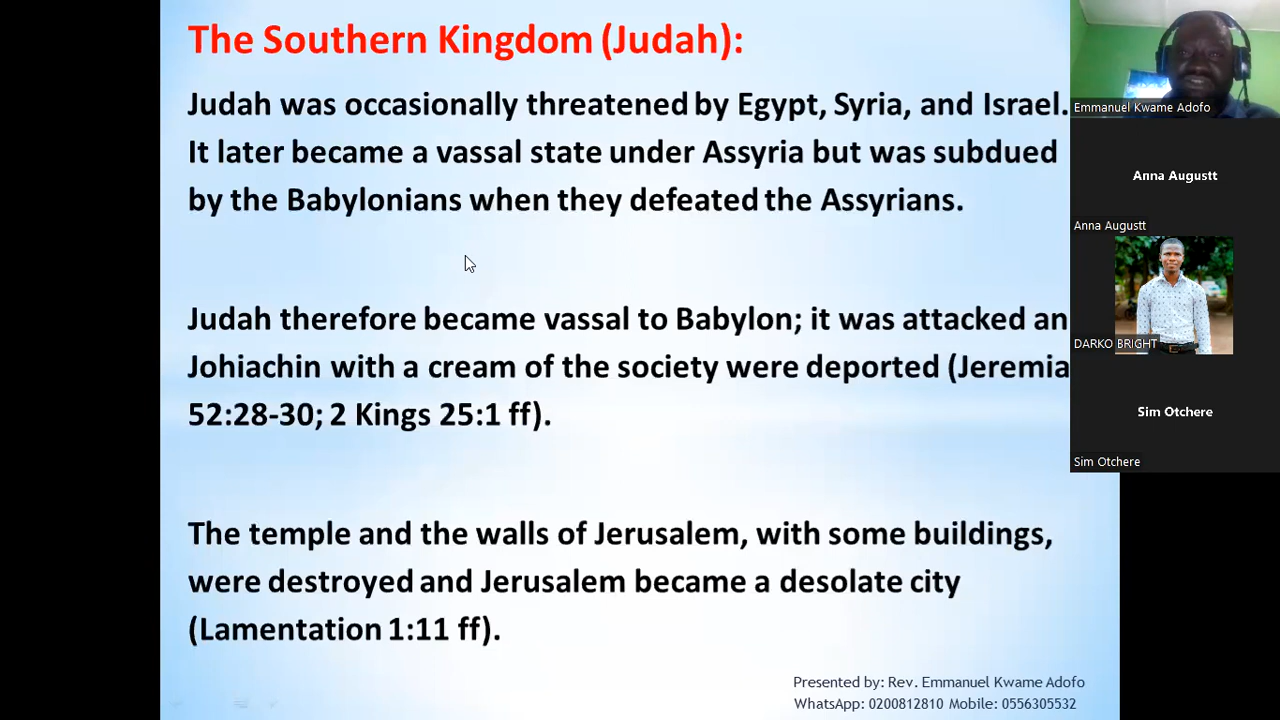 The Southern Kingdom (Judah):
Judah was occasionally threatened by Egypt, Syria, and Israel.
It later became a vassal state under Assyria but was subdued
by the Babylonians when they defeated the Assyrians.
Judah therefore became vassal to Babylon; it was attacked an
Johiachin with a cream of the society were deported (Jeremia
52:28-30; 2 Kings 25:1 ff).
The temple and the walls of Jerusalem, with some buildings,
were destroyed and Jerusalem became a desolate city
(Lamentation 1:11 ff).
Presented by: Rev. Emmanuel Kwame Adofo
WhatsApp: 0200812810 Mobile: 0556305532
Emmanuel Kwame Adofo
Anna Augustt
Anna Augustt
DARKO BRIGHT
Sim Otchere
Sim Otchere